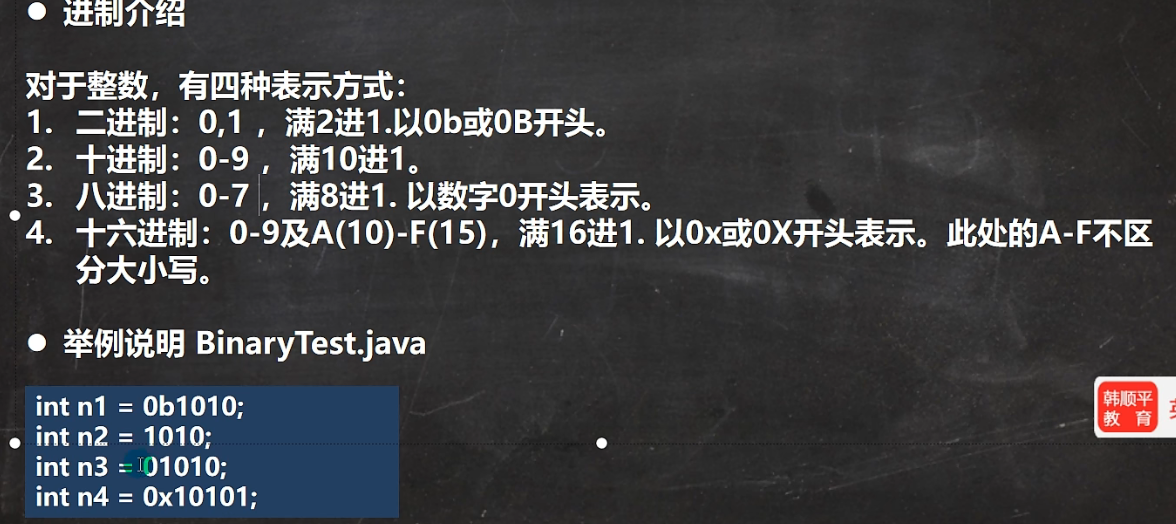 ● 进制介绍
对于整数，有四种表示方式：
1. 二进制：0,1 ，满2进1.以0b或0B开头。
2. 十进制：0-9 ，满10进1。
3. 八进制：0-7 ，满8进1. 以数字0开头表示。
4. 十六进制：0-9及A(10)-F(15)，满16进1. 以0x或0X开头表示。此处的A-F不区
分大小写。
● 举例说明 BinaryTest.java
int n1 = 0b1010;
int n2 = 1010;
int n3 = 01010;
int n4 = 0x10101;
韩顺平
教 育